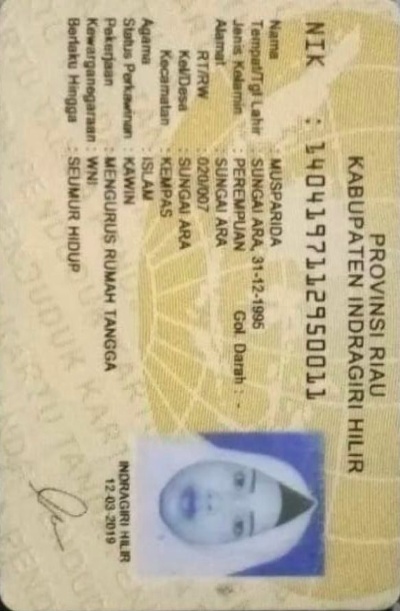 PROVINSI RIAU
KABUPATEN INDRAGIRI HILIR
NIK : 1404197112950011
Nama : MUSPARIDA
Tempat/Tgl Lahir : SUNGAI ARA, 31-12-1995
Jenis Kelamin : PEREMPUAN Gol. Darah : -
Alamat : SUNGAI ARA
RT/RW : 020/007
Kel/Desa : SUNGAI ARA
Kecamatan : KEMPAS
Agama : ISLAM
Status Perkawinan : KAWIN
Pekerjaan : MENGURUS RUMAH TANGGA
Kewarganegaraan : WNI
Berlaku Hingga : SEUMUR HIDUP
INDRAGIRI HILIR
12-03-2019